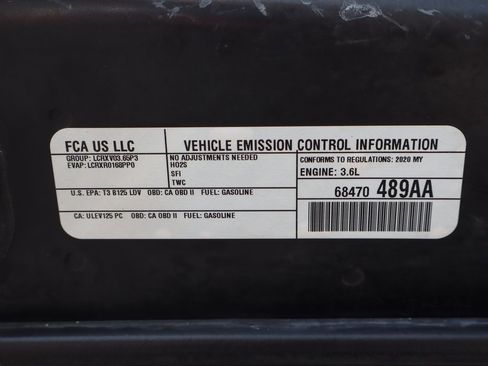 FCA US LLC
VEHICLE EMISSION CONTROL INFORMATION
GROUP: LCRXV03.65P3
EVAP: LCRXR0168PP0
NO ADJUSTMENTS NEEDED
HO2S
SFI
TWC
CONFORMS TO REGULATIONS: 2020 MY
ENGINE: 3.6L
68470 489AA
U.S. EPA: T3 B125 LDV OBD: CA OBD II FUEL: GASOLINE
CA: ULEV125 PC OBD: CA OBD II FUEL: GASOLINE